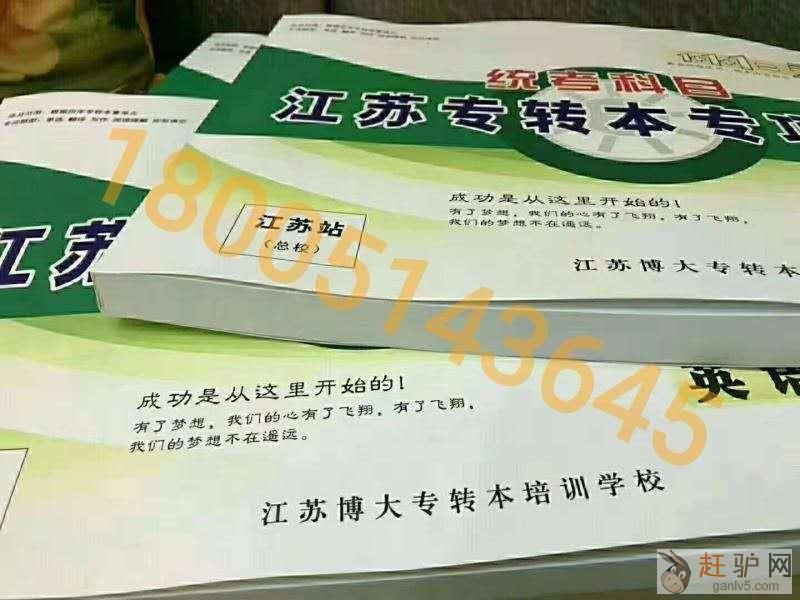 统考科目
江苏专转本专项
成功是从这里开始的！
有了梦想，我们的心有了飞翔，有了飞翔，
我们的梦想不在遥远。
江苏站
（总校）
江苏博大专转本
江苏
18005143645
英语
成功是从这里开始的！
有了梦想，我们的心有了飞翔，有了飞翔，
我们的梦想不在遥远。
江苏博大专转本培训学校
赶驴网
ganlv5.com